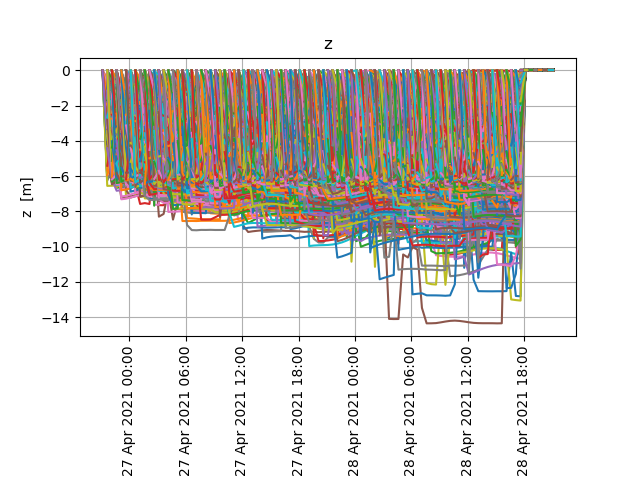 z
0
−2
−4
−6
−8
−10
−12
−14
z [m]
27 Apr 2021 00:00
27 Apr 2021 06:00
27 Apr 2021 12:00
27 Apr 2021 18:00
28 Apr 2021 00:00
28 Apr 2021 06:00
28 Apr 2021 12:00
28 Apr 2021 18:00